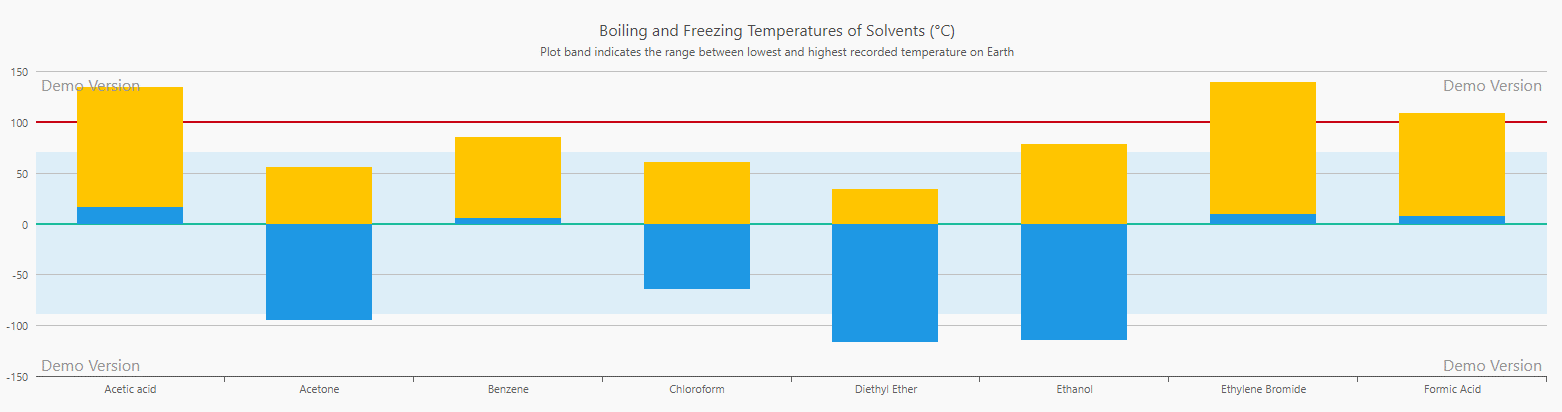 Boiling and Freezing Temperatures of Solvents (°C)
Plot band indicates the range between lowest and highest recorded temperature on Earth
150
Demo Version
Demo Version
100
50
0
-50
-100
Demo Version
Demo Version
-150
Acetic acid
Acetone
Benzene
Chloroform
Diethyl Ether
Ethanol
Ethylene Bromide
Formic Acid